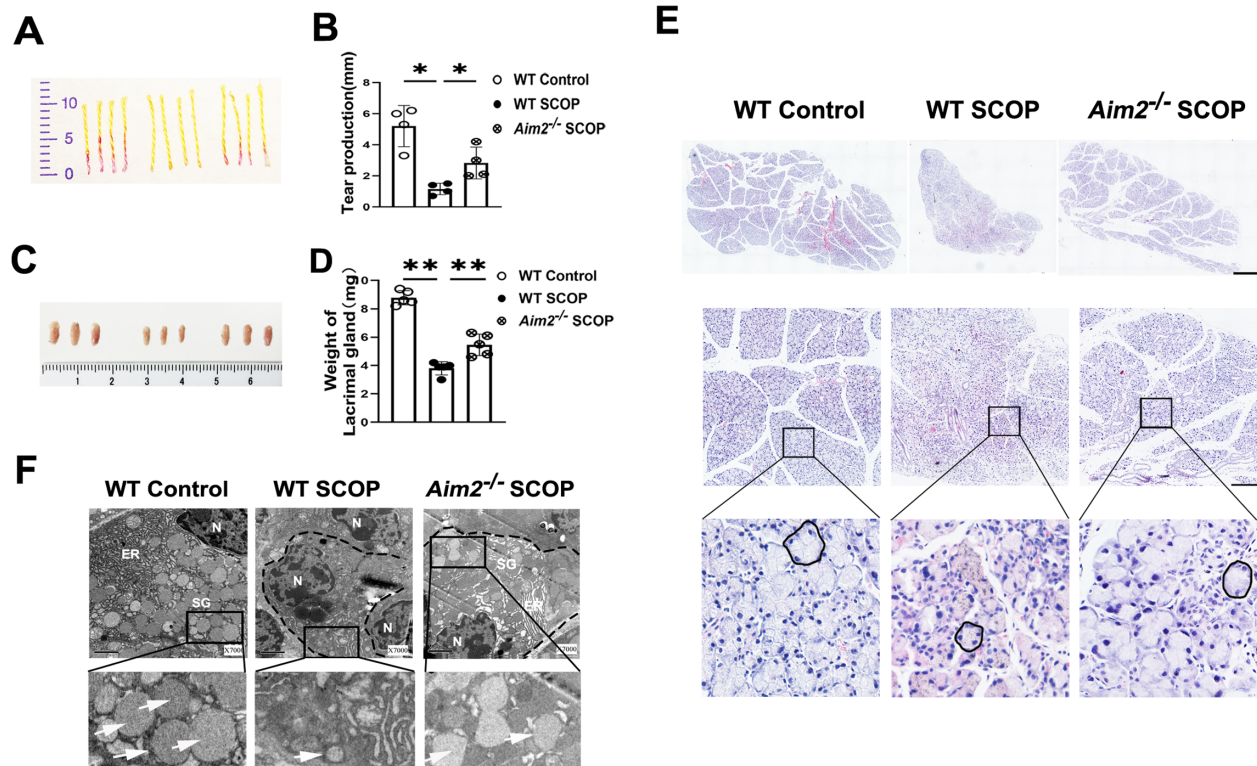 A
10
5
0
B
Tear production(mm)
8
6
4
2
0
* *
WT Control
WT SCOP
Aim2-/- SCOP
C
1 2 3 4 5 6
D
Weight of
Lacrimal gland(mg)
8
6
4
2
0
** **
WT Control
WT SCOP
Aim2-/- SCOP
E
WT Control WT SCOP Aim2-/- SCOP
F
WT Control WT SCOP Aim2-/- SCOP
N
ER
SG
X7000
N
N
N
X7000
SG
ER
N
X7000